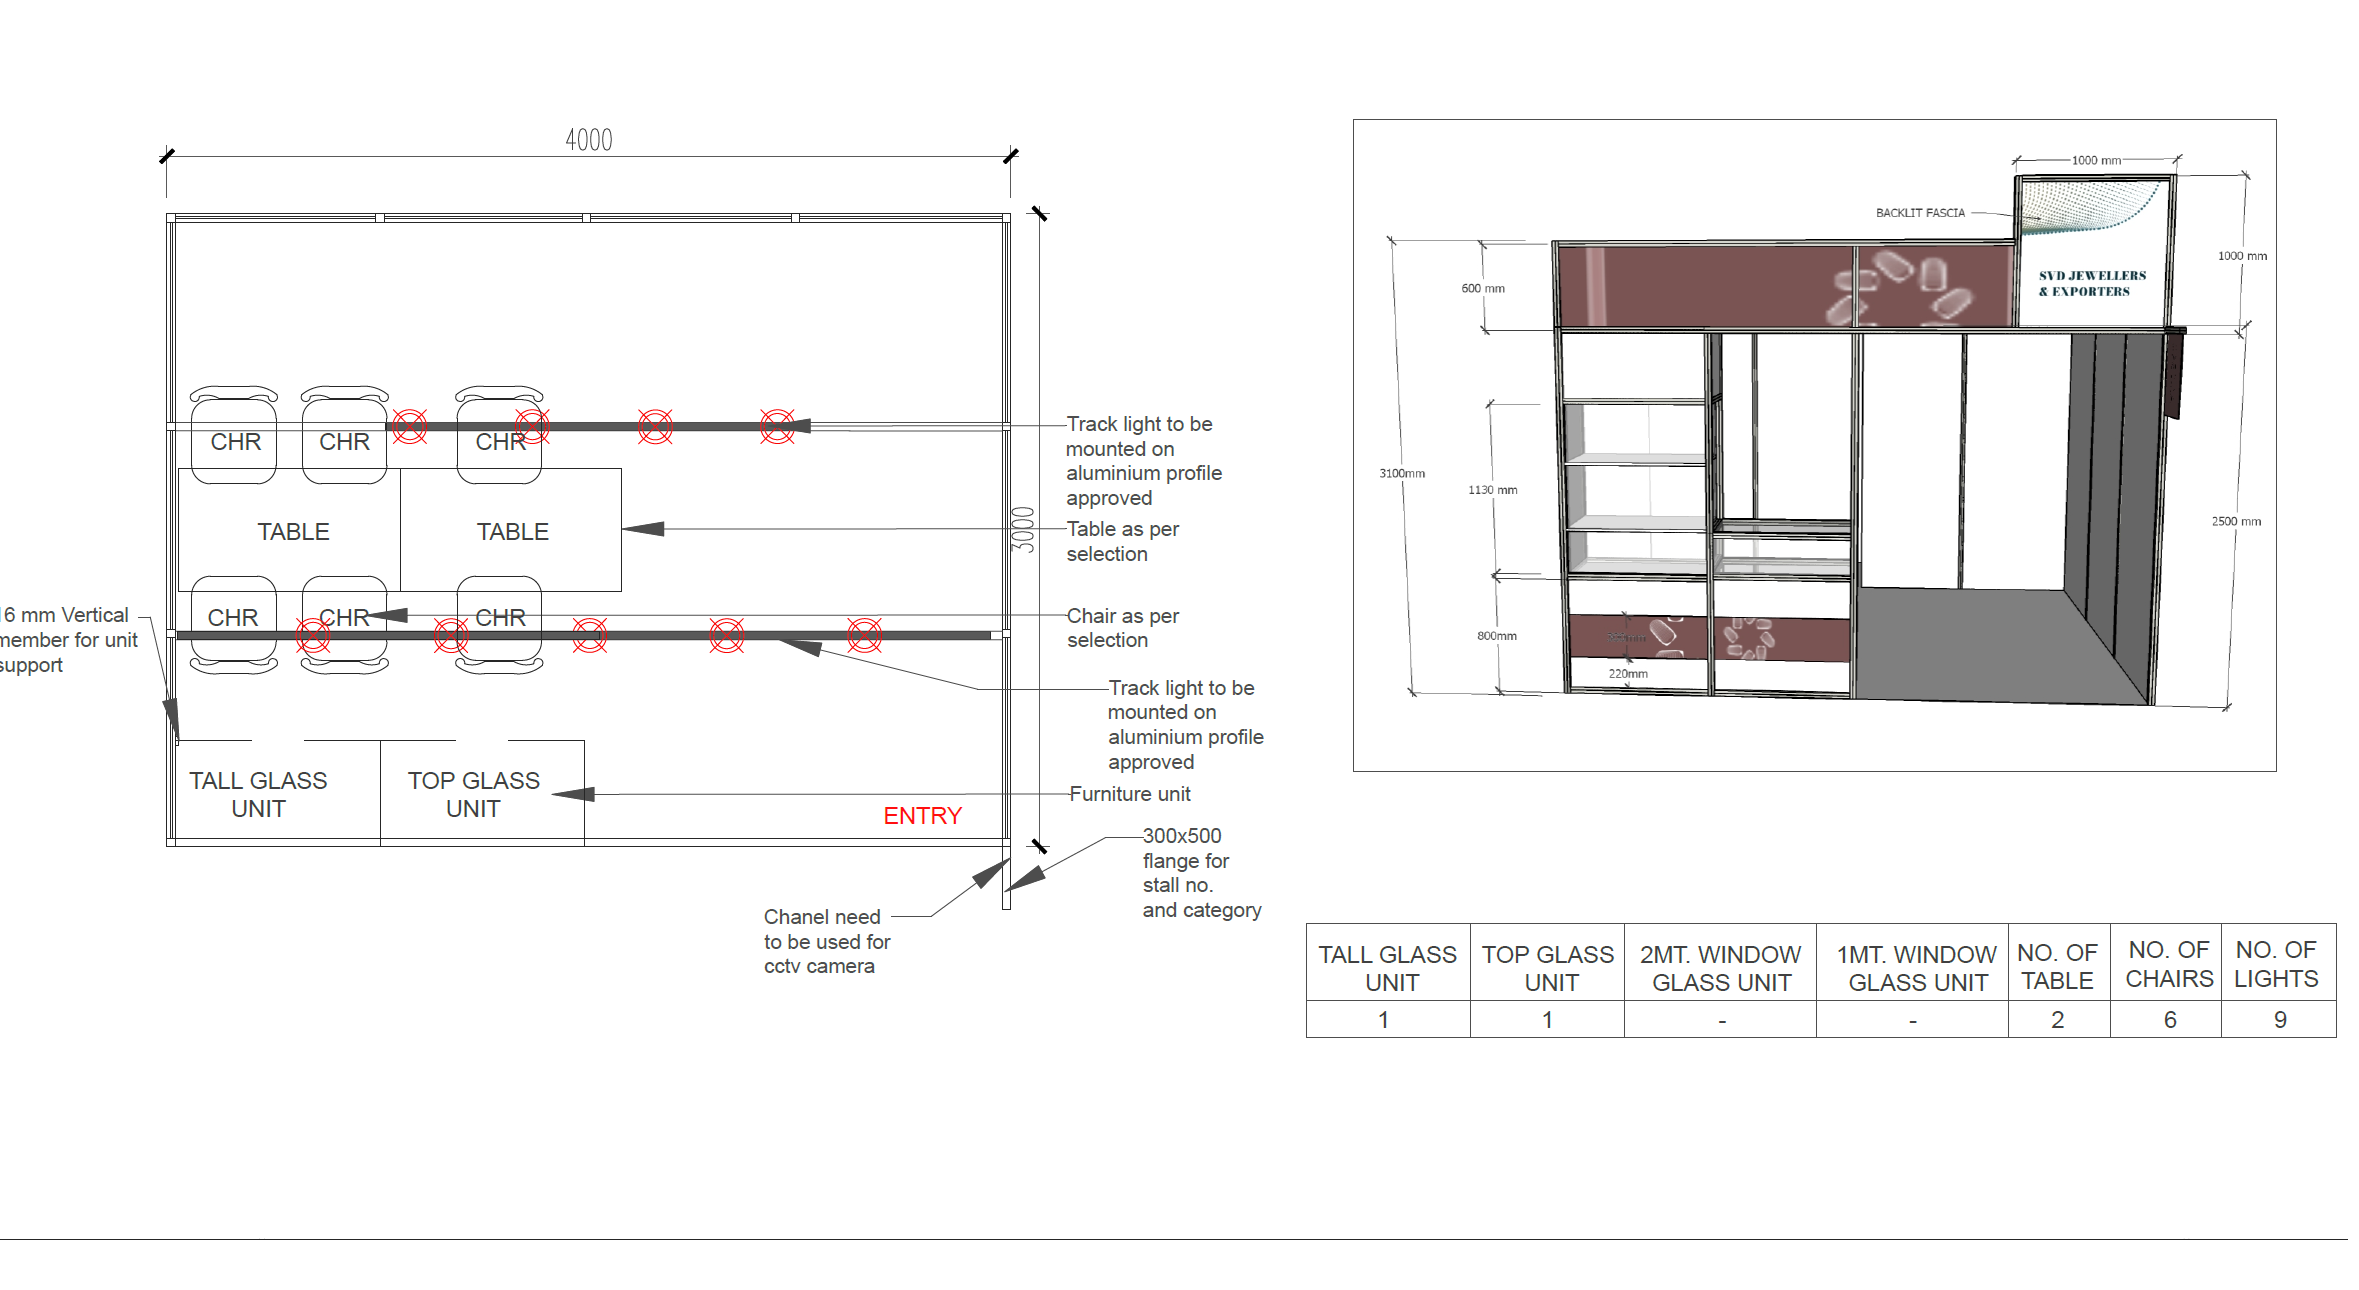 4000
3000
CHR CHR CHR
TABLE TABLE
CHR CHR CHR
Track light to be
mounted on
aluminium profile
approved
Table as per
selection
Chair as per
selection
Track light to be
mounted on
aluminium profile
approved
16 mm Vertical
member for unit
support
TALL GLASS
UNIT
TOP GLASS
UNIT
Furniture unit
ENTRY
300x500
flange for
stall no.
and category
Chanel need
to be used for
cctv camera
1000 mm
BACKLIT FASCIA
SVD JEWELLERS
& EXPORTERS
1000 mm
600 mm
3100mm
1130 mm
2500 mm
800mm
220mm
TALL GLASS
UNIT
TOP GLASS
UNIT
2MT. WINDOW
GLASS UNIT
1MT. WINDOW
GLASS UNIT
NO. OF
TABLE
NO. OF
CHAIRS
NO. OF
LIGHTS
1 1 - - 2 6 9